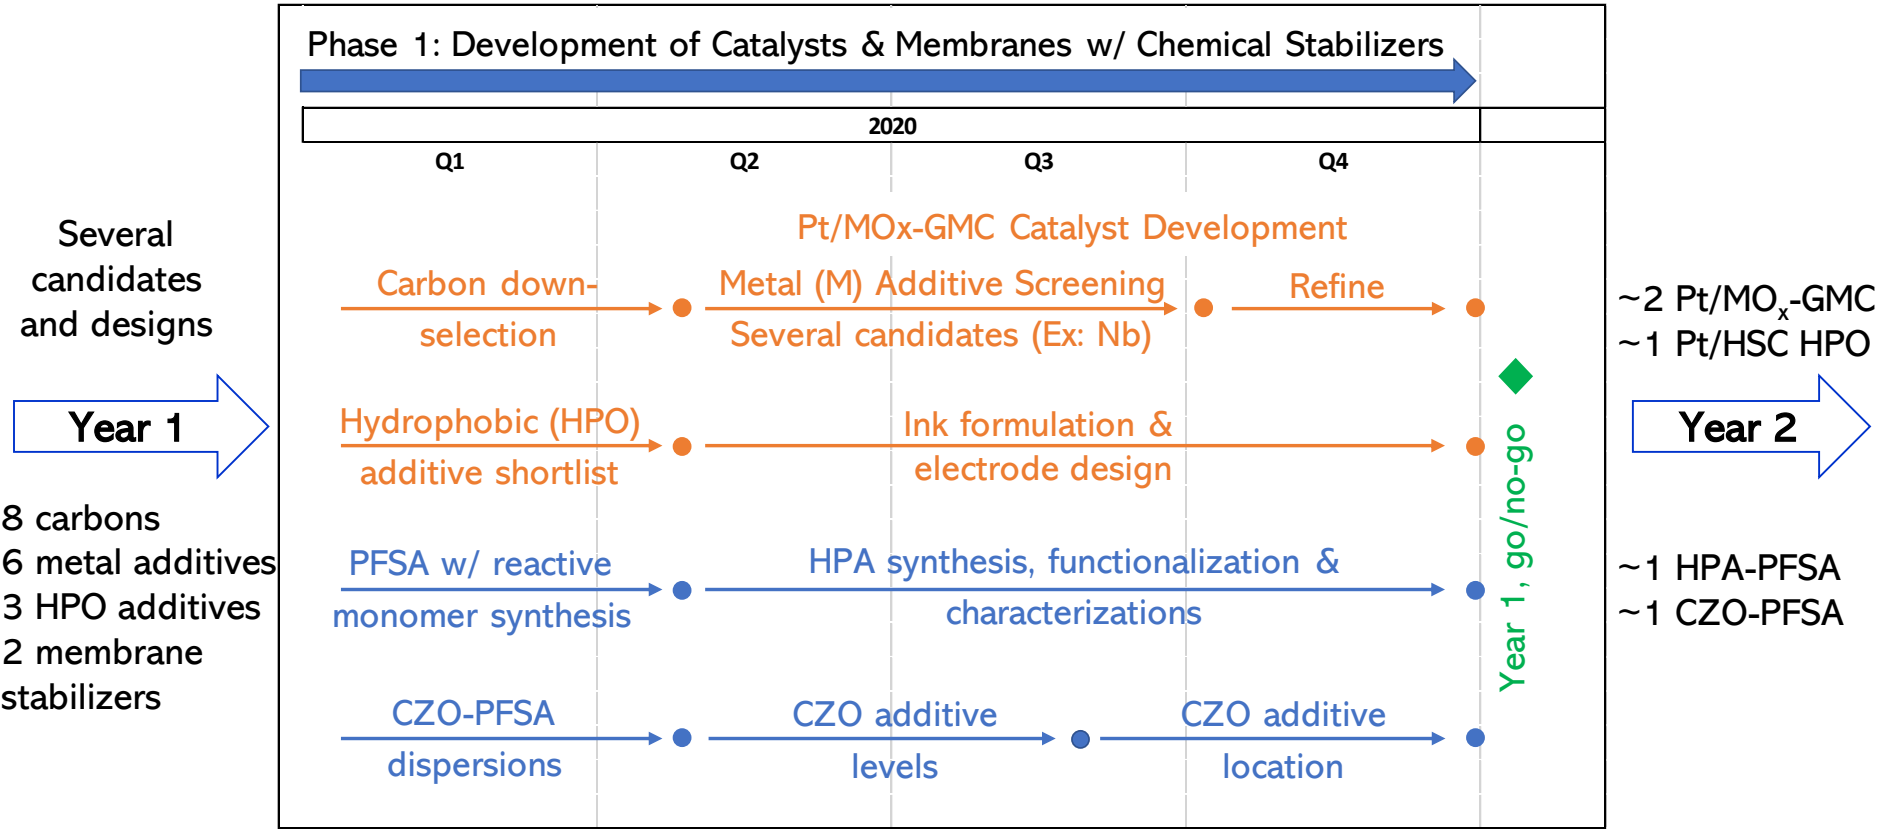 Phase 1: Development of Catalysts & Membranes w/ Chemical Stabilizers
2020
Q1 Q2 Q3 Q4
Several
candidates
and designs
Year 1
8 carbons
6 metal additives
3 HPO additives
2 membrane
stabilizers
Pt/MOx-GMC Catalyst Development
Carbon down-
selection
Metal (M) Additive Screening
Several candidates (Ex: Nb)
Refine
Hydrophobic (HPO)
additive shortlist
Ink formulation &
electrode design
PFSA w/ reactive
monomer synthesis
HPA synthesis, functionalization &
characterizations
CZO-PFSA
dispersions
CZO additive
levels
CZO additive
location
Year 1, go/no-go
~2 Pt/MOx-GMC
~1 Pt/HSC HPO
Year 2
~1 HPA-PFSA
~1 CZO-PFSA